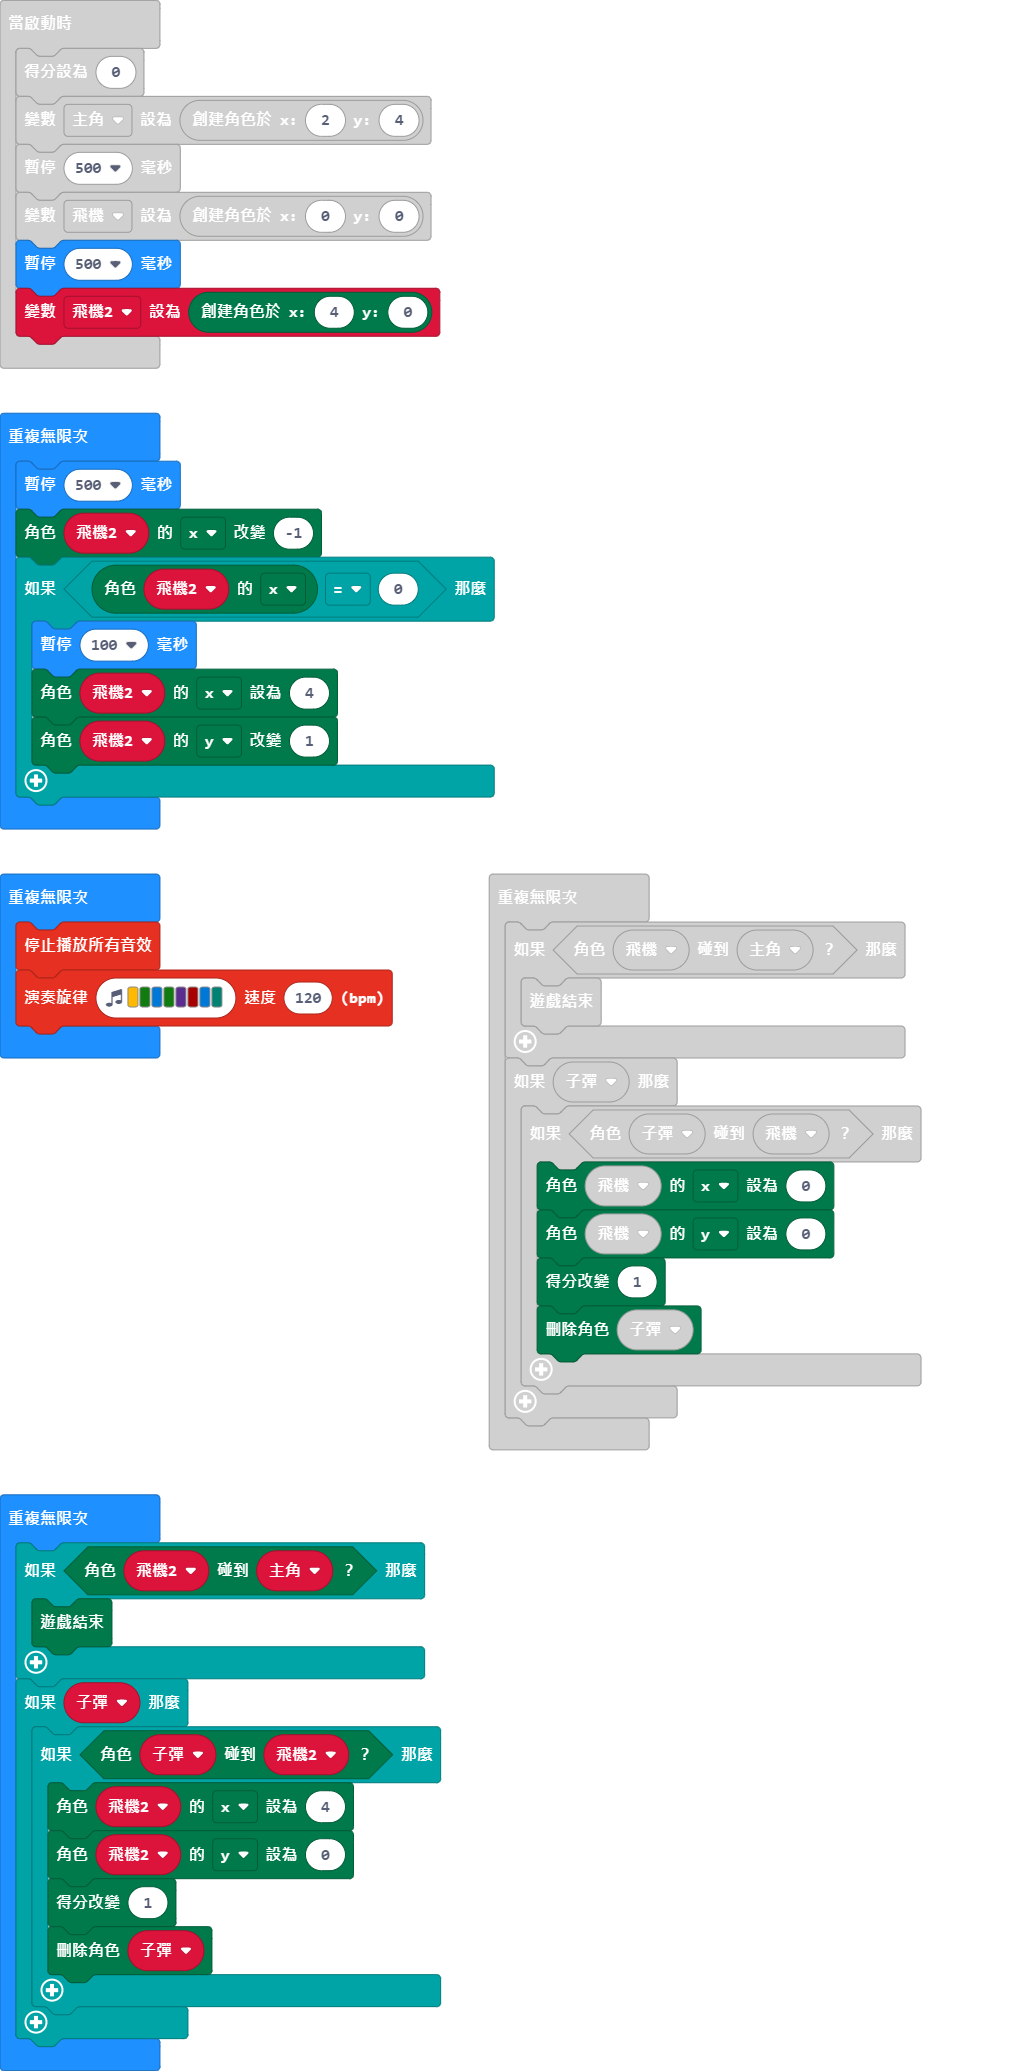 當啟動時
得分設為 0
變數 主角 設為 創建角色於 x: 2 y: 4
暫停 500 毫秒
變數 飛機 設為 創建角色於 x: 0 y: 0
暫停 500 毫秒
變數 飛機2 設為 創建角色於 x: 4 y: 0
重複無限次
暫停 500 毫秒
角色 飛機2 的 x 改變 -1
如果 角色 飛機2 的 x = 0 那麼
暫停 100 毫秒
角色 飛機2 的 x 設為 4
角色 飛機2 的 y 改變 1
重複無限次
停止播放所有音效
演奏旋律 速度 120 (bpm)
重複無限次
如果 角色 飛機 碰到 主角 ? 那麼
遊戲結束
如果 子彈 那麼
如果 角色 子彈 碰到 飛機 ? 那麼
角色 飛機 的 x 設為 0
角色 飛機 的 y 設為 0
得分改變 1
刪除角色 子彈
重複無限次
如果 角色 飛機2 碰到 主角 ? 那麼
遊戲結束
如果 子彈 那麼
如果 角色 子彈 碰到 飛機2 ? 那麼
角色 飛機2 的 x 設為 4
角色 飛機2 的 y 設為 0
得分改變 1
刪除角色 子彈